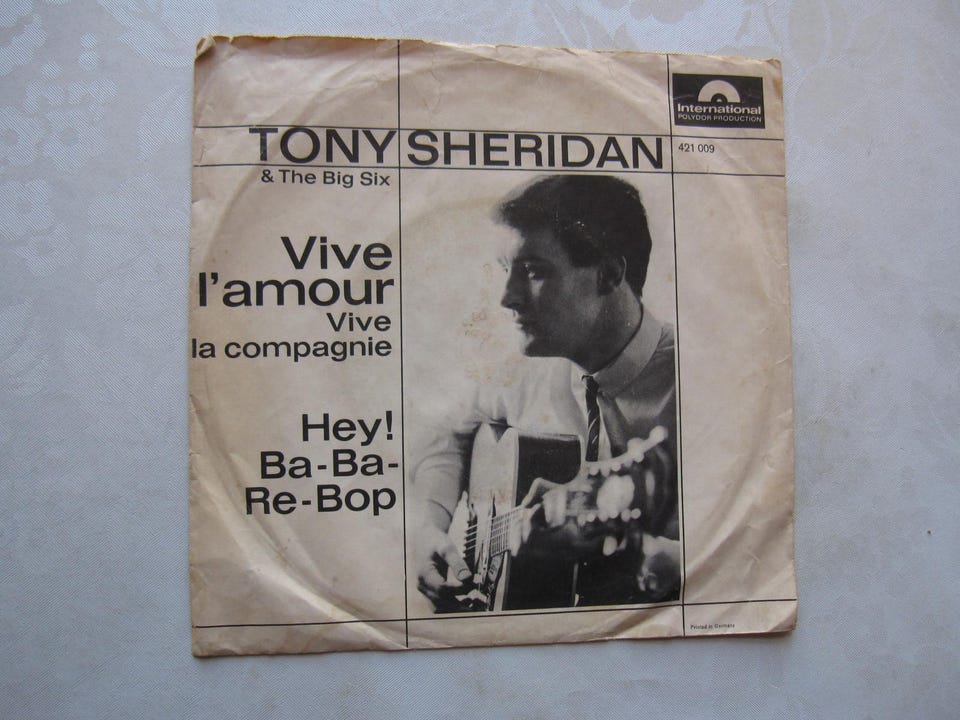 International
POLYDOR PRODUCTION
TONY SHERIDAN
421 009
& The Big Six
Vive
l'amour
Vive
la compagnie
Hey!
Ba-Ba-
Re-Bop
Printed in Germany